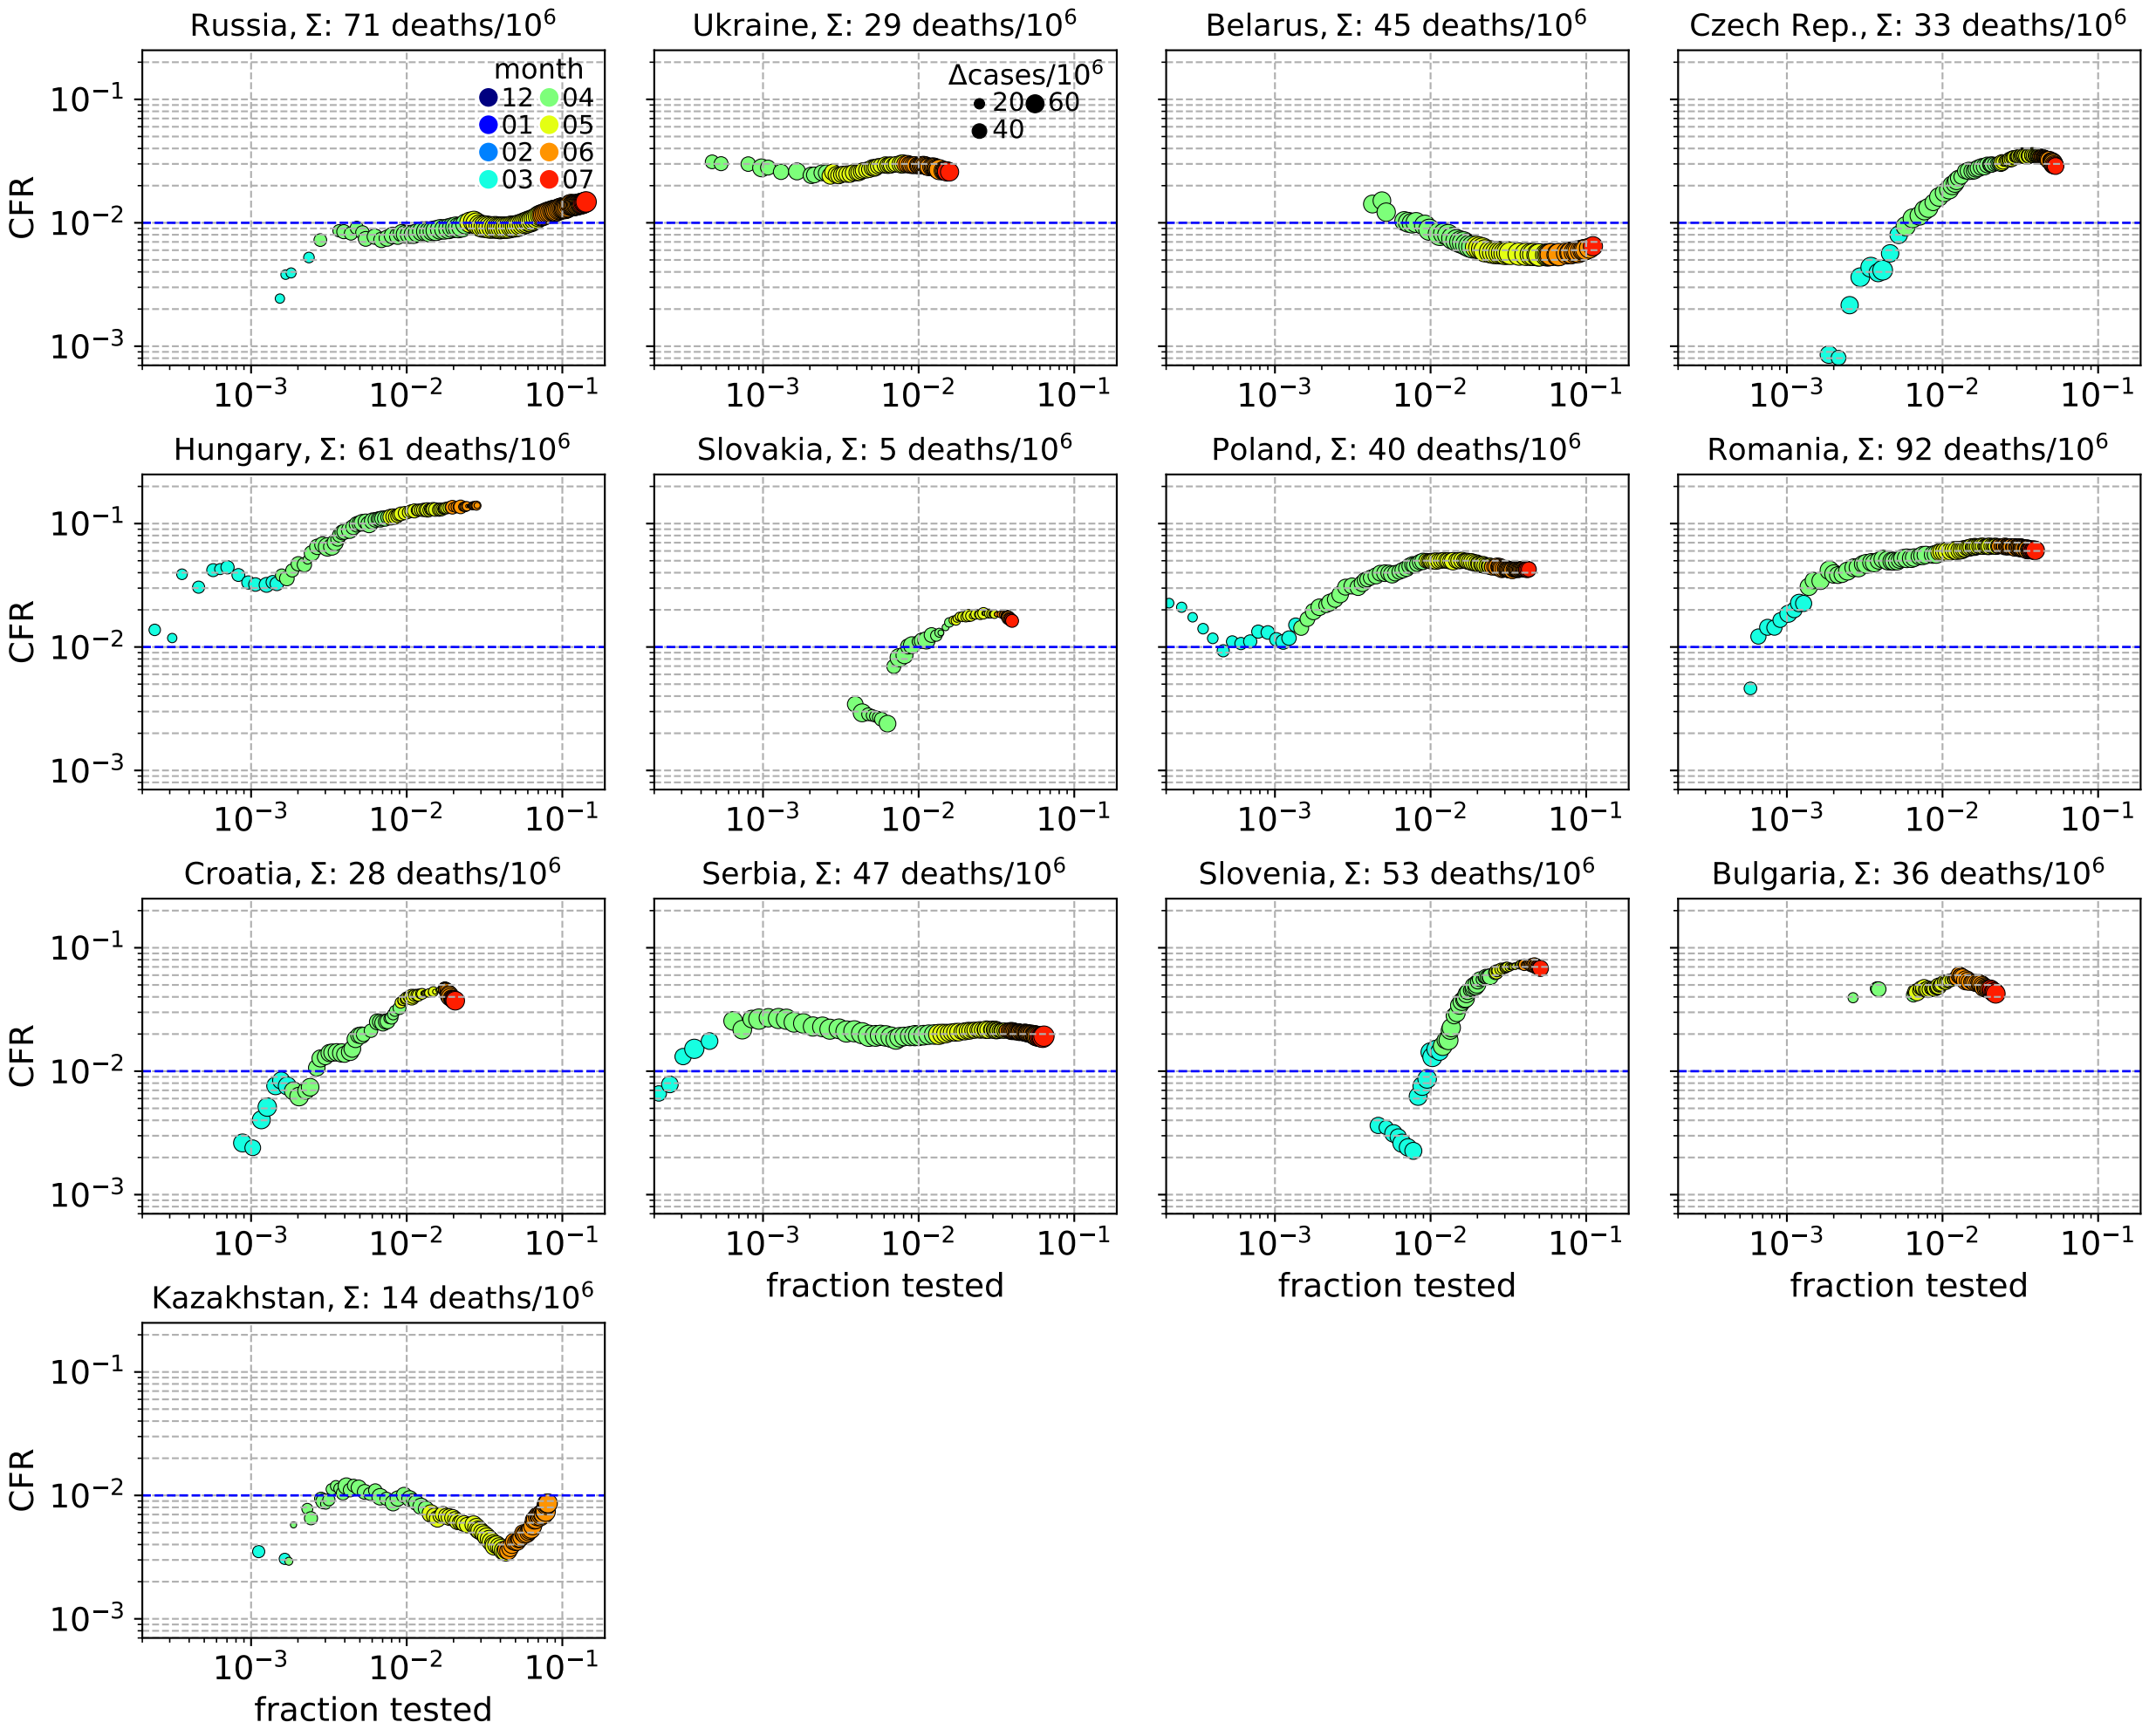 Russia, Σ: 71 deaths/10⁶
Ukraine, Σ: 29 deaths/10⁶
Belarus, Σ: 45 deaths/10⁶
Czech Rep., Σ: 33 deaths/10⁶
month
12 04
01 05
02 06
03 07
Δcases/10⁶
20 60
40
CFR
10⁻¹
10⁻²
10⁻³
10⁻³ 10⁻² 10⁻¹
10⁻³ 10⁻² 10⁻¹
10⁻³ 10⁻² 10⁻¹
10⁻³ 10⁻² 10⁻¹
Hungary, Σ: 61 deaths/10⁶
Slovakia, Σ: 5 deaths/10⁶
Poland, Σ: 40 deaths/10⁶
Romania, Σ: 92 deaths/10⁶
CFR
10⁻¹
10⁻²
10⁻³
10⁻³ 10⁻² 10⁻¹
10⁻³ 10⁻² 10⁻¹
10⁻³ 10⁻² 10⁻¹
10⁻³ 10⁻² 10⁻¹
Croatia, Σ: 28 deaths/10⁶
Serbia, Σ: 47 deaths/10⁶
Slovenia, Σ: 53 deaths/10⁶
Bulgaria, Σ: 36 deaths/10⁶
CFR
10⁻¹
10⁻²
10⁻³
10⁻³ 10⁻² 10⁻¹
10⁻³ 10⁻² 10⁻¹
10⁻³ 10⁻² 10⁻¹
10⁻³ 10⁻² 10⁻¹
fraction tested
fraction tested
fraction tested
Kazakhstan, Σ: 14 deaths/10⁶
CFR
10⁻¹
10⁻²
10⁻³
10⁻³ 10⁻² 10⁻¹
fraction tested